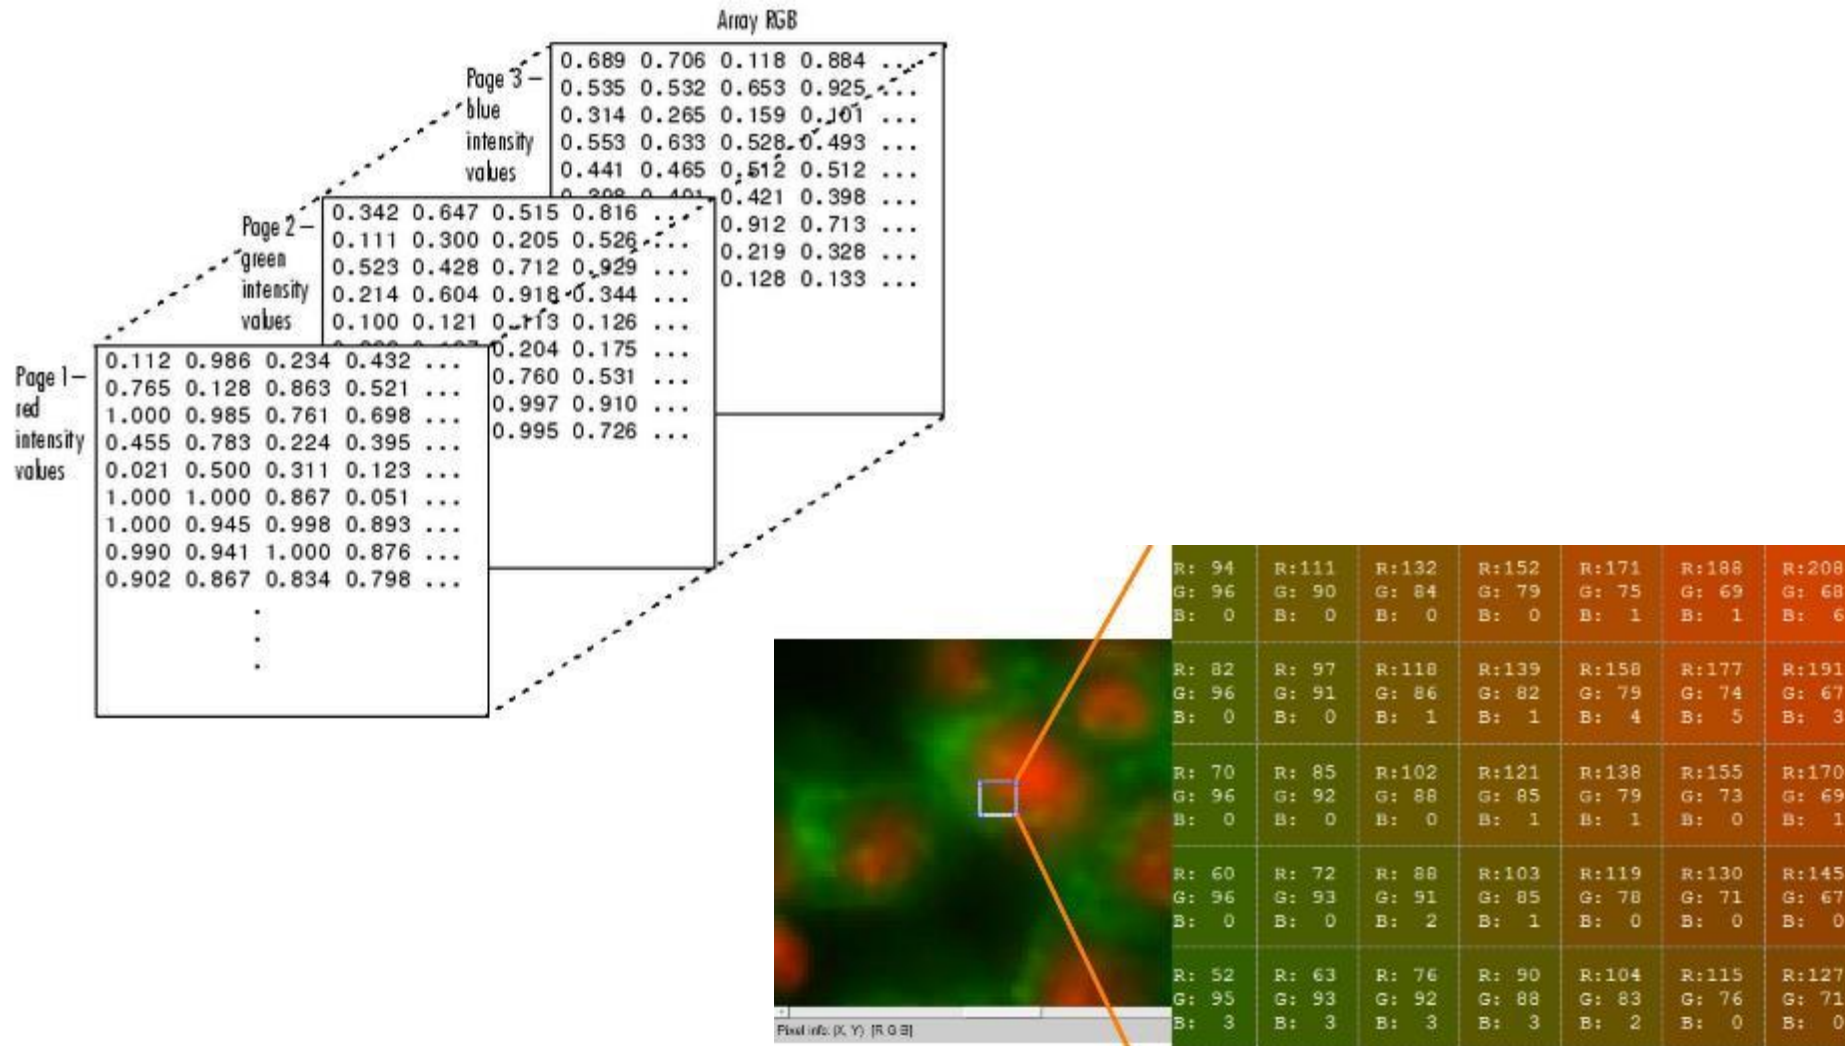 Array RGB
Page 3 –
blue
intensity
values
0.689 0.706 0.118 0.884 ...
0.535 0.532 0.653 0.925 ...
0.314 0.265 0.159 0.101 ...
0.553 0.633 0.528 0.493 ...
0.441 0.465 0.512 0.512 ...
0.398 0.401 0.421 0.398 ...
0.912 0.713 ...
0.219 0.328 ...
0.128 0.133 ...
Page 2 –
green
intensity
values
0.342 0.647 0.515 0.816 ...
0.111 0.300 0.205 0.526 ...
0.523 0.428 0.712 0.929 ...
0.214 0.604 0.918 0.344 ...
0.100 0.121 0.113 0.126 ...
0.204 0.175 ...
0.760 0.531 ...
0.997 0.910 ...
0.995 0.726 ...
Page 1 –
red
intensity
values
0.112 0.986 0.234 0.432 ...
0.765 0.128 0.863 0.521 ...
1.000 0.985 0.761 0.698 ...
0.455 0.783 0.224 0.395 ...
0.021 0.500 0.311 0.123 ...
1.000 1.000 0.867 0.051 ...
1.000 0.945 0.998 0.893 ...
0.990 0.941 1.000 0.876 ...
0.902 0.867 0.834 0.798 ...
R: 94 R:111 R:132 R:152 R:171 R:188 R:208
G: 96 G: 90 G: 84 G: 79 G: 75 G: 69 G: 68
B: 0 B: 0 B: 0 B: 0 B: 1 B: 1 B: 6
R: 82 R: 97 R:118 R:139 R:158 R:177 R:191
G: 96 G: 91 G: 86 G: 82 G: 79 G: 74 G: 67
B: 0 B: 0 B: 1 B: 1 B: 4 B: 5 B: 3
R: 70 R: 85 R:102 R:121 R:138 R:155 R:170
G: 96 G: 92 G: 88 G: 85 G: 79 G: 73 G: 69
B: 0 B: 0 B: 0 B: 1 B: 1 B: 0 B: 1
R: 60 R: 72 R: 88 R:103 R:119 R:130 R:145
G: 96 G: 93 G: 91 G: 85 G: 78 G: 71 G: 67
B: 0 B: 0 B: 2 B: 1 B: 0 B: 0 B: 0
R: 52 R: 63 R: 76 R: 90 R:104 R:115 R:127
G: 95 G: 93 G: 92 G: 88 G: 83 G: 76 G: 71
B: 3 B: 3 B: 3 B: 3 B: 2 B: 0 B: 0
Pixel info: (X, Y) [R G B]